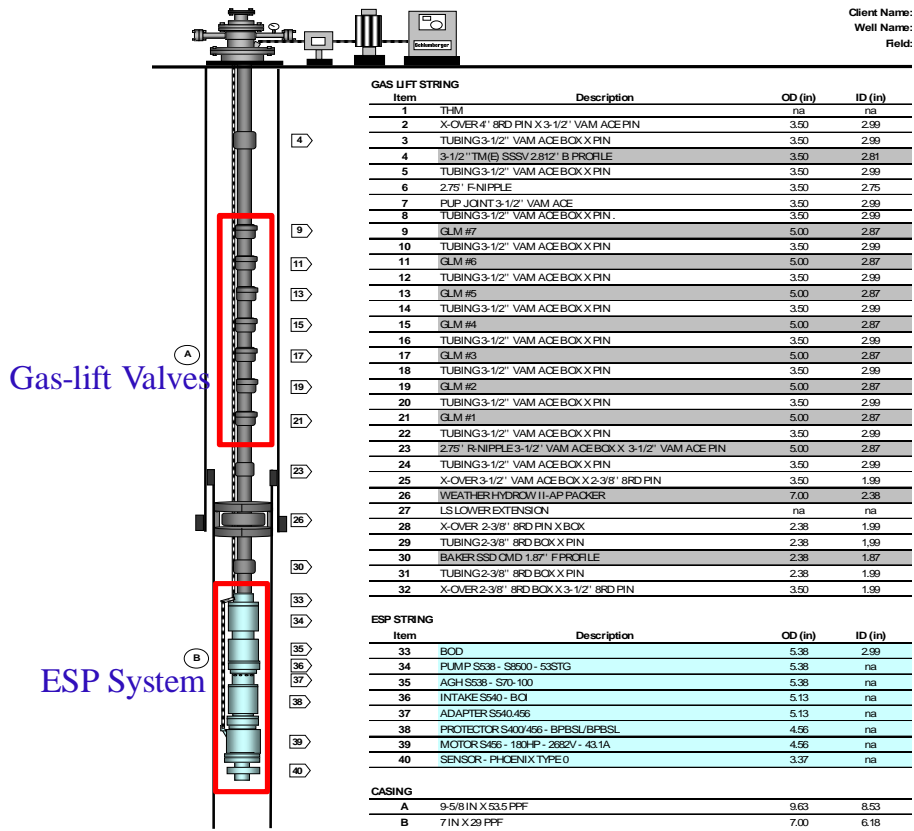 Client Name:
Well Name:
Field:
Schlumberger
GAS LIFT STRING
Item Description OD (in) ID (in)
1 THM na na
2 X-OVER 4'' 8RD PIN X 3-1/2'' VAM ACE PIN 3.50 2.99
3 TUBING 3-1/2'' VAM ACE BOX X PIN 3.50 2.99
4 3-1/2 '' TM(E) SSSV 2.812'' B PROFILE 3.50 2.81
5 TUBING 3-1/2'' VAM ACE BOX X PIN 3.50 2.99
6 2.75'' F-NIPPLE 3.50 2.75
7 PUP JOINT 3-1/2'' VAM ACE 3.50 2.99
8 TUBING 3-1/2'' VAM ACE BOX X PIN . 3.50 2.99
9 GLM #7 5.00 2.87
10 TUBING 3-1/2'' VAM ACE BOX X PIN 3.50 2.99
11 GLM #6 5.00 2.87
12 TUBING 3-1/2'' VAM ACE BOX X PIN 3.50 2.99
13 GLM #5 5.00 2.87
14 TUBING 3-1/2'' VAM ACE BOX X PIN 3.50 2.99
15 GLM #4 5.00 2.87
16 TUBING 3-1/2'' VAM ACE BOX X PIN 3.50 2.99
17 GLM #3 5.00 2.87
18 TUBING 3-1/2'' VAM ACE BOX X PIN 3.50 2.99
19 GLM #2 5.00 2.87
20 TUBING 3-1/2'' VAM ACE BOX X PIN 3.50 2.99
21 GLM #1 5.00 2.87
22 TUBING 3-1/2'' VAM ACE BOX X PIN 3.50 2.99
23 2.75'' R-NIPPLE 3-1/2'' VAM ACE BOX X 3-1/2'' VAM ACE PIN 5.00 2.87
24 TUBING 3-1/2'' VAM ACE BOX X PIN 3.50 2.99
25 X-OVER 3-1/2'' VAM ACE BOX X 2-3/8'' 8RD PIN 3.50 1.99
26 WEATHER HYDROW II-AP PACKER 7.00 2.38
27 LS LOWER EXTENSION na na
28 X-OVER 2-3/8'' 8RD PIN X BOX 2.38 1.99
29 TUBING 2-3/8'' 8RD BOX X PIN 2.38 1,99
30 BAKER SSD CMD 1.87'' F PROFILE 2.38 1.87
31 TUBING 2-3/8'' 8RD BOX X PIN 2.38 1.99
32 X-OVER 2-3/8'' 8RD BOX X 3-1/2'' 8RD PIN 3.50 1.99
ESP STRING
Item Description OD (in) ID (in)
33 BOD 5.38 2.99
34 PUMP S538 - S8500 - 53STG 5.38 na
35 AGH S538 - S70-100 5.38 na
36 INTAKE S540 - BOI 5.13 na
37 ADAPTER S540.456 5.13 na
38 PROTECTOR S400/456 - BPBSL/BPBSL 4.56 na
39 MOTOR S456 - 180HP - 2682V - 43.1A 4.56 na
40 SENSOR - PHOENIX TYPE 0 3.37 na
CASING
A 9-5/8 IN X 53.5 PPF 9.63 8.53
B 7 IN X 29 PPF 7.00 6.18
4
9
11
13
15
A
17
Gas-lift Valves
19
21
23
26
30
33
34
35
B
36
37
ESP System
38
39
40